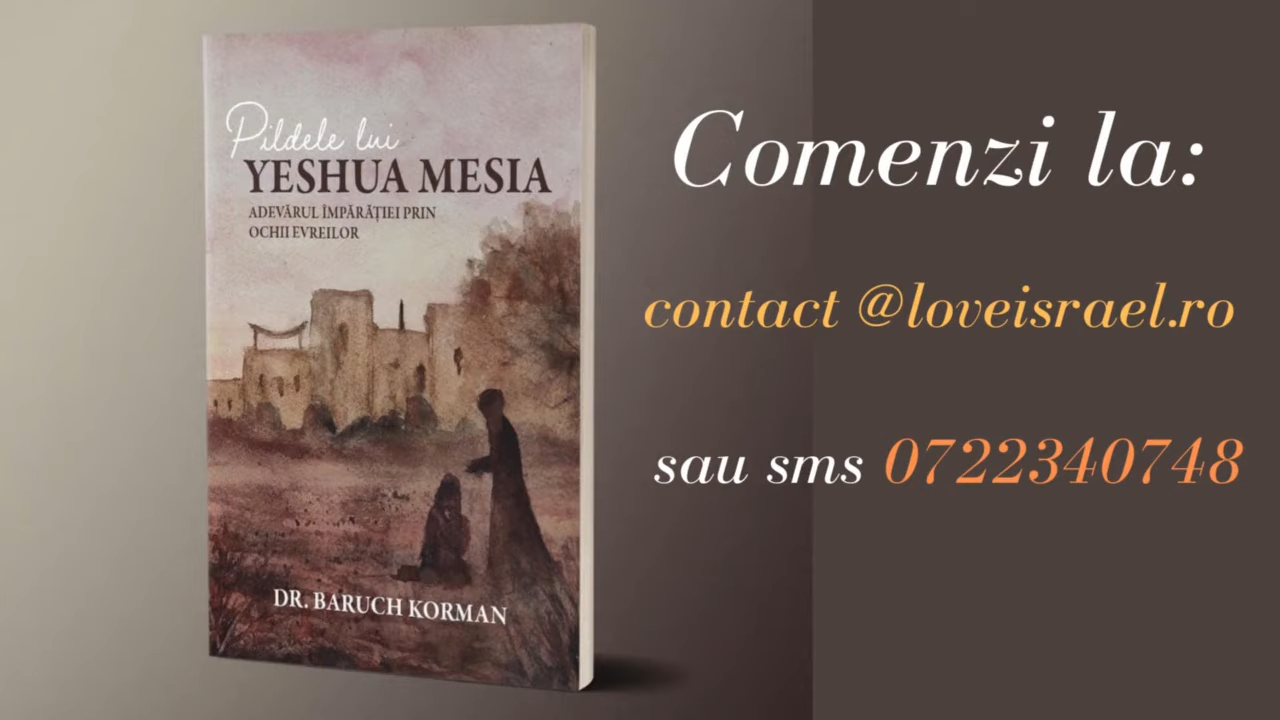 Pildele lui
YESHUA MESIA
ADEVĂRUL ÎMPĂRĂȚIEI PRIN
OCHII EVREILOR
DR. BARUCH KORMAN
Comenzi la:
contact @loveisrael.ro
sau sms 0722340748